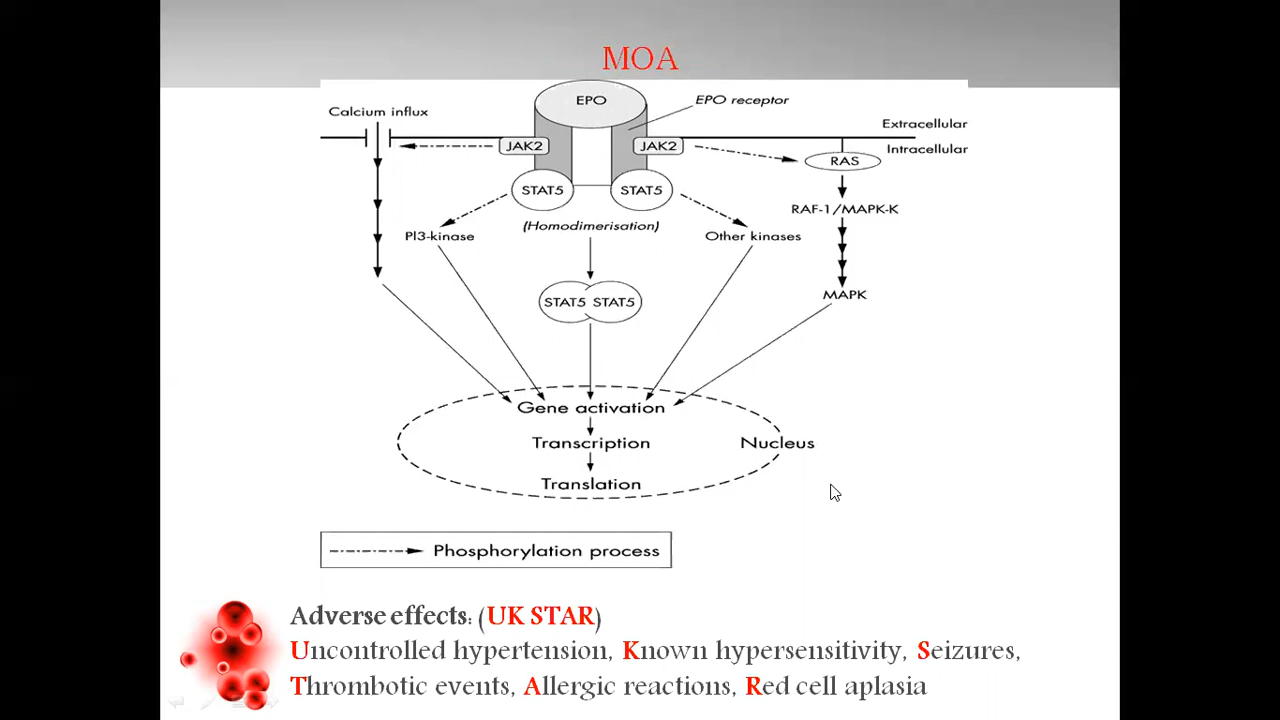 MOA
EPO
EPO receptor
Calcium influx
Extracellular
JAK2
JAK2
Intracellular
RAS
STAT5
STAT5
RAF-1/MAPK-K
(Homodimerisation)
PI3-kinase
Other kinases
MAPK
STAT5 STAT5
Gene activation
Transcription
Nucleus
Translation
Phosphorylation process
Adverse effects: (UK STAR)
Uncontrolled hypertension, Known hypersensitivity, Seizures,
Thrombotic events, Allergic reactions, Red cell aplasia